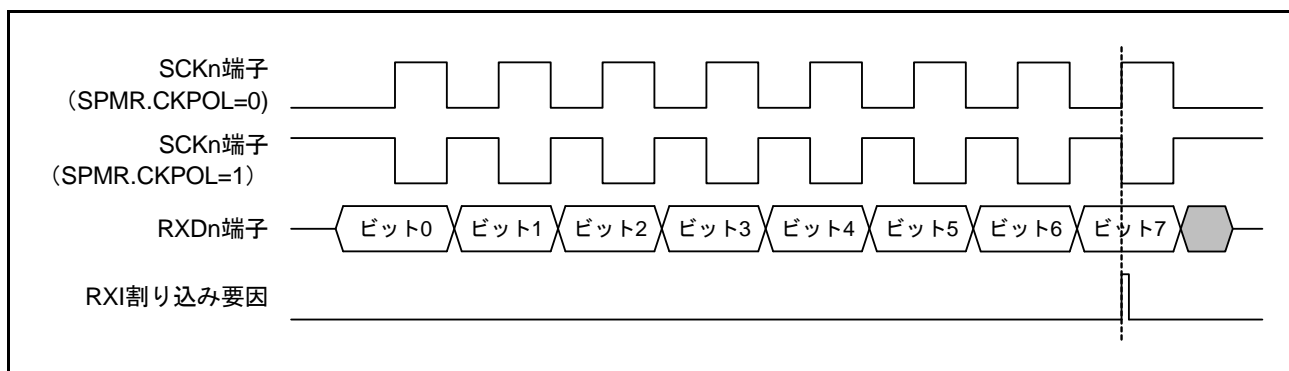 SCKn端子
（SPMR.CKPOL=0)
SCKn端子
（SPMR.CKPOL=1）
RXDn端子
ビット0 ビット1 ビット2 ビット3 ビット4 ビット5 ビット6 ビット7
RXI割り込み要因